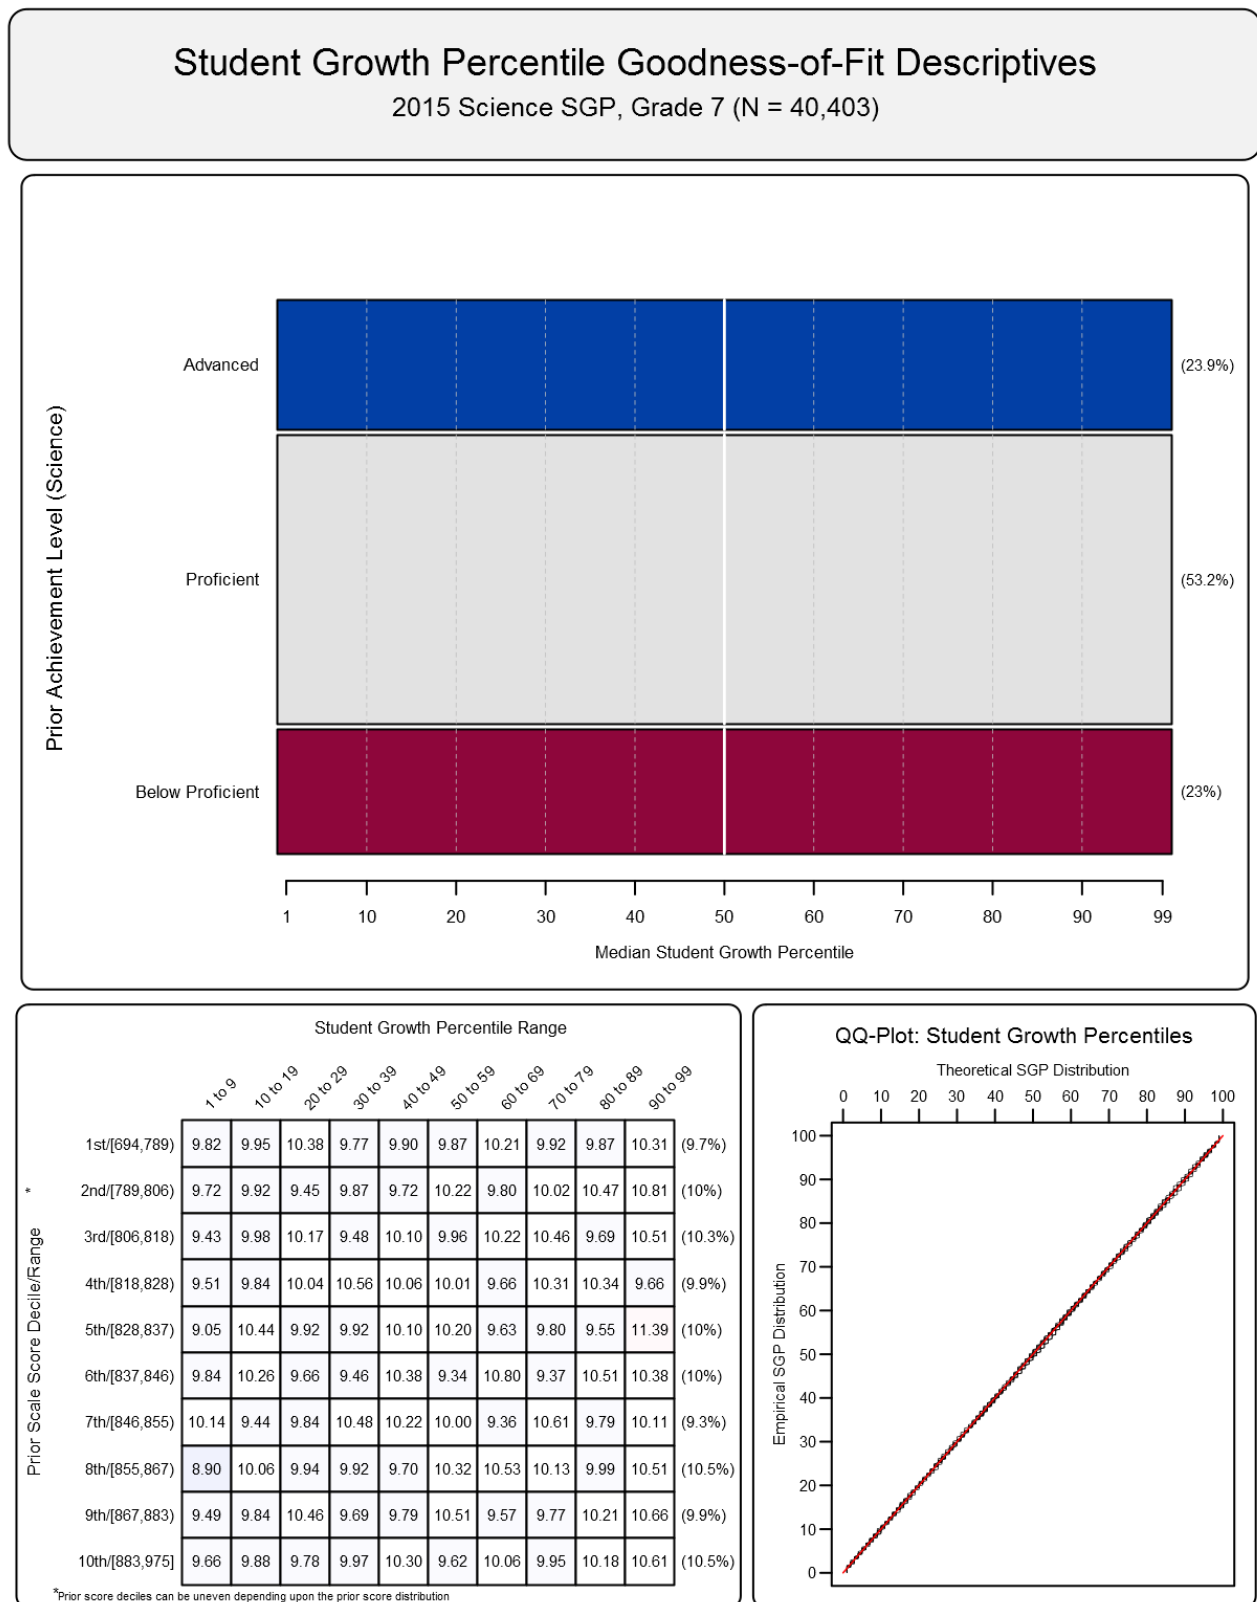 Student Growth Percentile Goodness-of-Fit Descriptives
2015 Science SGP, Grade 7 (N = 40,403)
Prior Achievement Level (Science)
Advanced
(23.9%)
Proficient
(53.2%)
Below Proficient
(23%)
1 10 20 30 40 50 60 70 80 90 99
Median Student Growth Percentile
Student Growth Percentile Range
1 to 9 10 to 19 20 to 29 30 to 39 40 to 49 50 to 59 60 to 69 70 to 79 80 to 89 90 to 99
Prior Scale Score Decile/Range *
1st/[694,789) 9.82 9.95 10.38 9.77 9.90 9.87 10.21 9.92 9.87 10.31 (9.7%)
2nd/[789,806) 9.72 9.92 9.45 9.87 9.72 10.22 9.80 10.02 10.47 10.81 (10%)
3rd/[806,818) 9.43 9.98 10.17 9.48 10.10 9.96 10.22 10.46 9.69 10.51 (10.3%)
4th/[818,828) 9.51 9.84 10.04 10.56 10.06 10.01 9.66 10.31 10.34 9.66 (9.9%)
5th/[828,837) 9.05 10.44 9.92 9.92 10.10 10.20 9.63 9.80 9.55 11.39 (10%)
6th/[837,846) 9.84 10.26 9.66 9.46 10.38 9.34 10.80 9.37 10.51 10.38 (10%)
7th/[846,855) 10.14 9.44 9.84 10.48 10.22 10.00 9.36 10.61 9.79 10.11 (9.3%)
8th/[855,867) 8.90 10.06 9.94 9.92 9.70 10.32 10.53 10.13 9.99 10.51 (10.5%)
9th/[867,883) 9.49 9.84 10.46 9.69 9.79 10.51 9.57 9.77 10.21 10.66 (9.9%)
10th/[883,975] 9.66 9.88 9.78 9.97 10.30 9.62 10.06 9.95 10.18 10.61 (10.5%)
*Prior score deciles can be uneven depending upon the prior score distribution
QQ-Plot: Student Growth Percentiles
Theoretical SGP Distribution
0 10 20 30 40 50 60 70 80 90 100
Empirical SGP Distribution
100
90
80
70
60
50
40
30
20
10
0